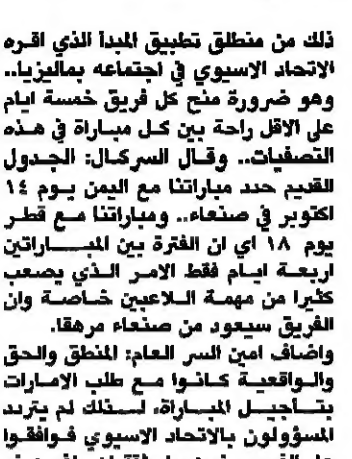 ذلك من منطلق تطبيق المبدا الذي اقره
الاتحاد الاسيوي في اجتماعه بماليزيا..
وهو ضرورة منح كل فريق خمسة ايام
على الاقل راحة بين كل مباراة في هذه
التصفيات.. وقال السركال: الجدول
القديم حدد مباراتنا مع اليمن يوم ١٤
اكتوبر في صنعاء.. ومباراتنا مع قطر
يوم ١٨ اي ان الفترة بين المباراتين
اربعة ايام فقط الامر الذي يصعب
كثيرا من مهمة اللاعبين خاصة وان
الفريق سيعود من صنعاء مرهقا.
واضاف امين السر العام: المنطق والحق
والواقعية كانوا مع طلب الامارات
بتأجيل المباراة، لذلك لم يتردد
المسؤولون بالاتحاد الاسيوي فوافقوا